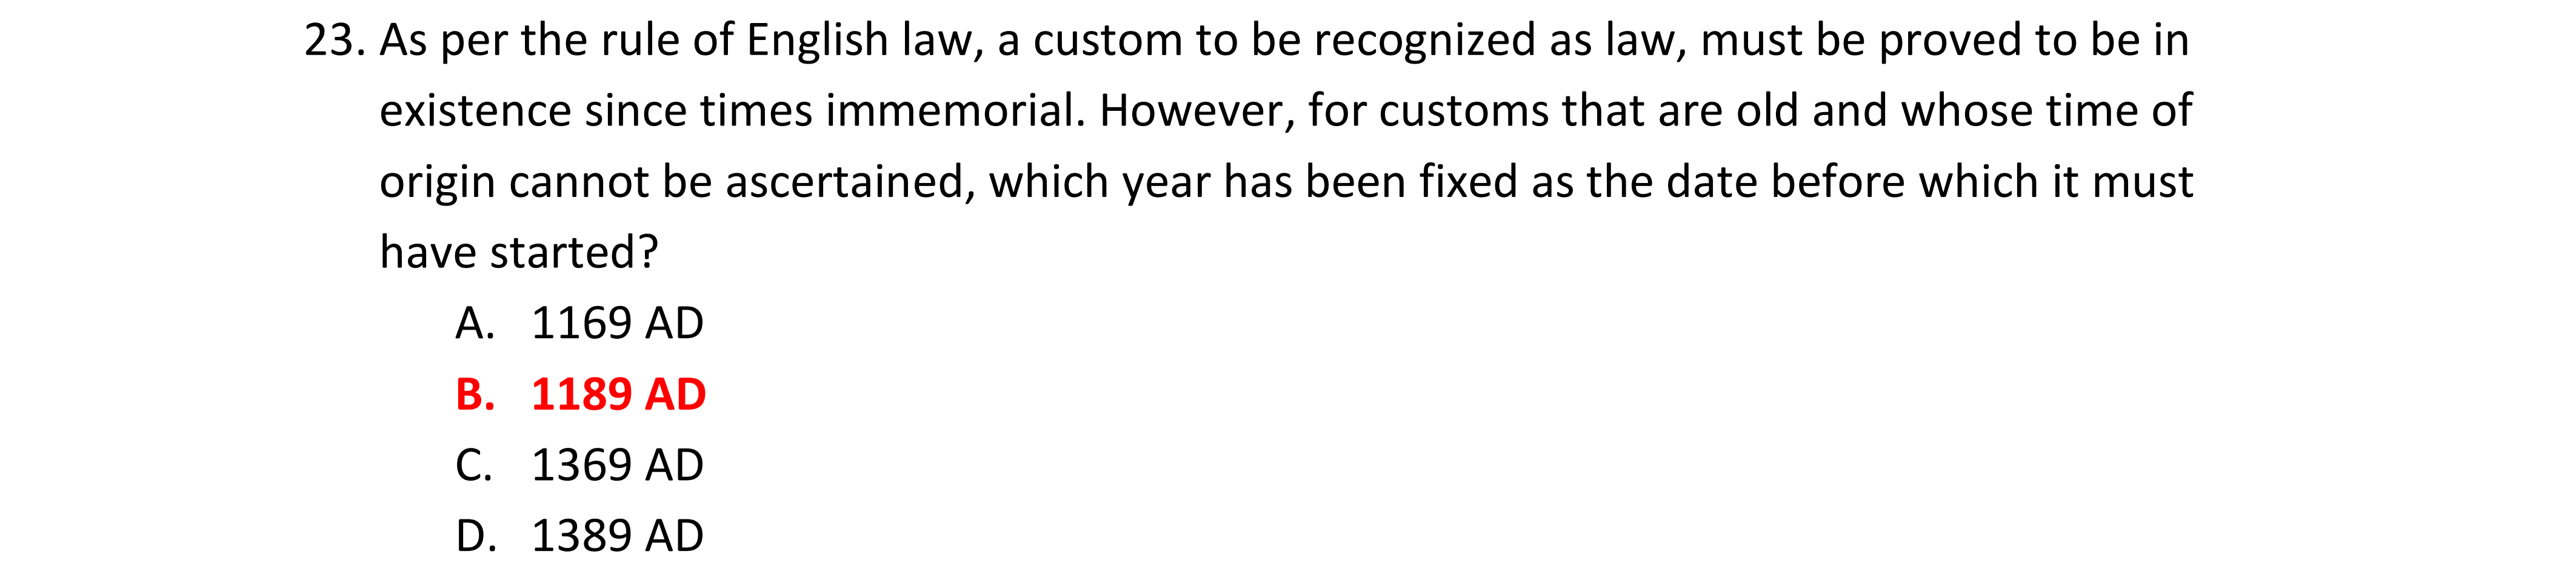 23. As per the rule of English law, a custom to be recognized as law, must be proved to be in
existence since times immemorial. However, for customs that are old and whose time of
origin cannot be ascertained, which year has been fixed as the date before which it must
have started?
A. 1169 AD
B. 1189 AD
C. 1369 AD
D. 1389 AD